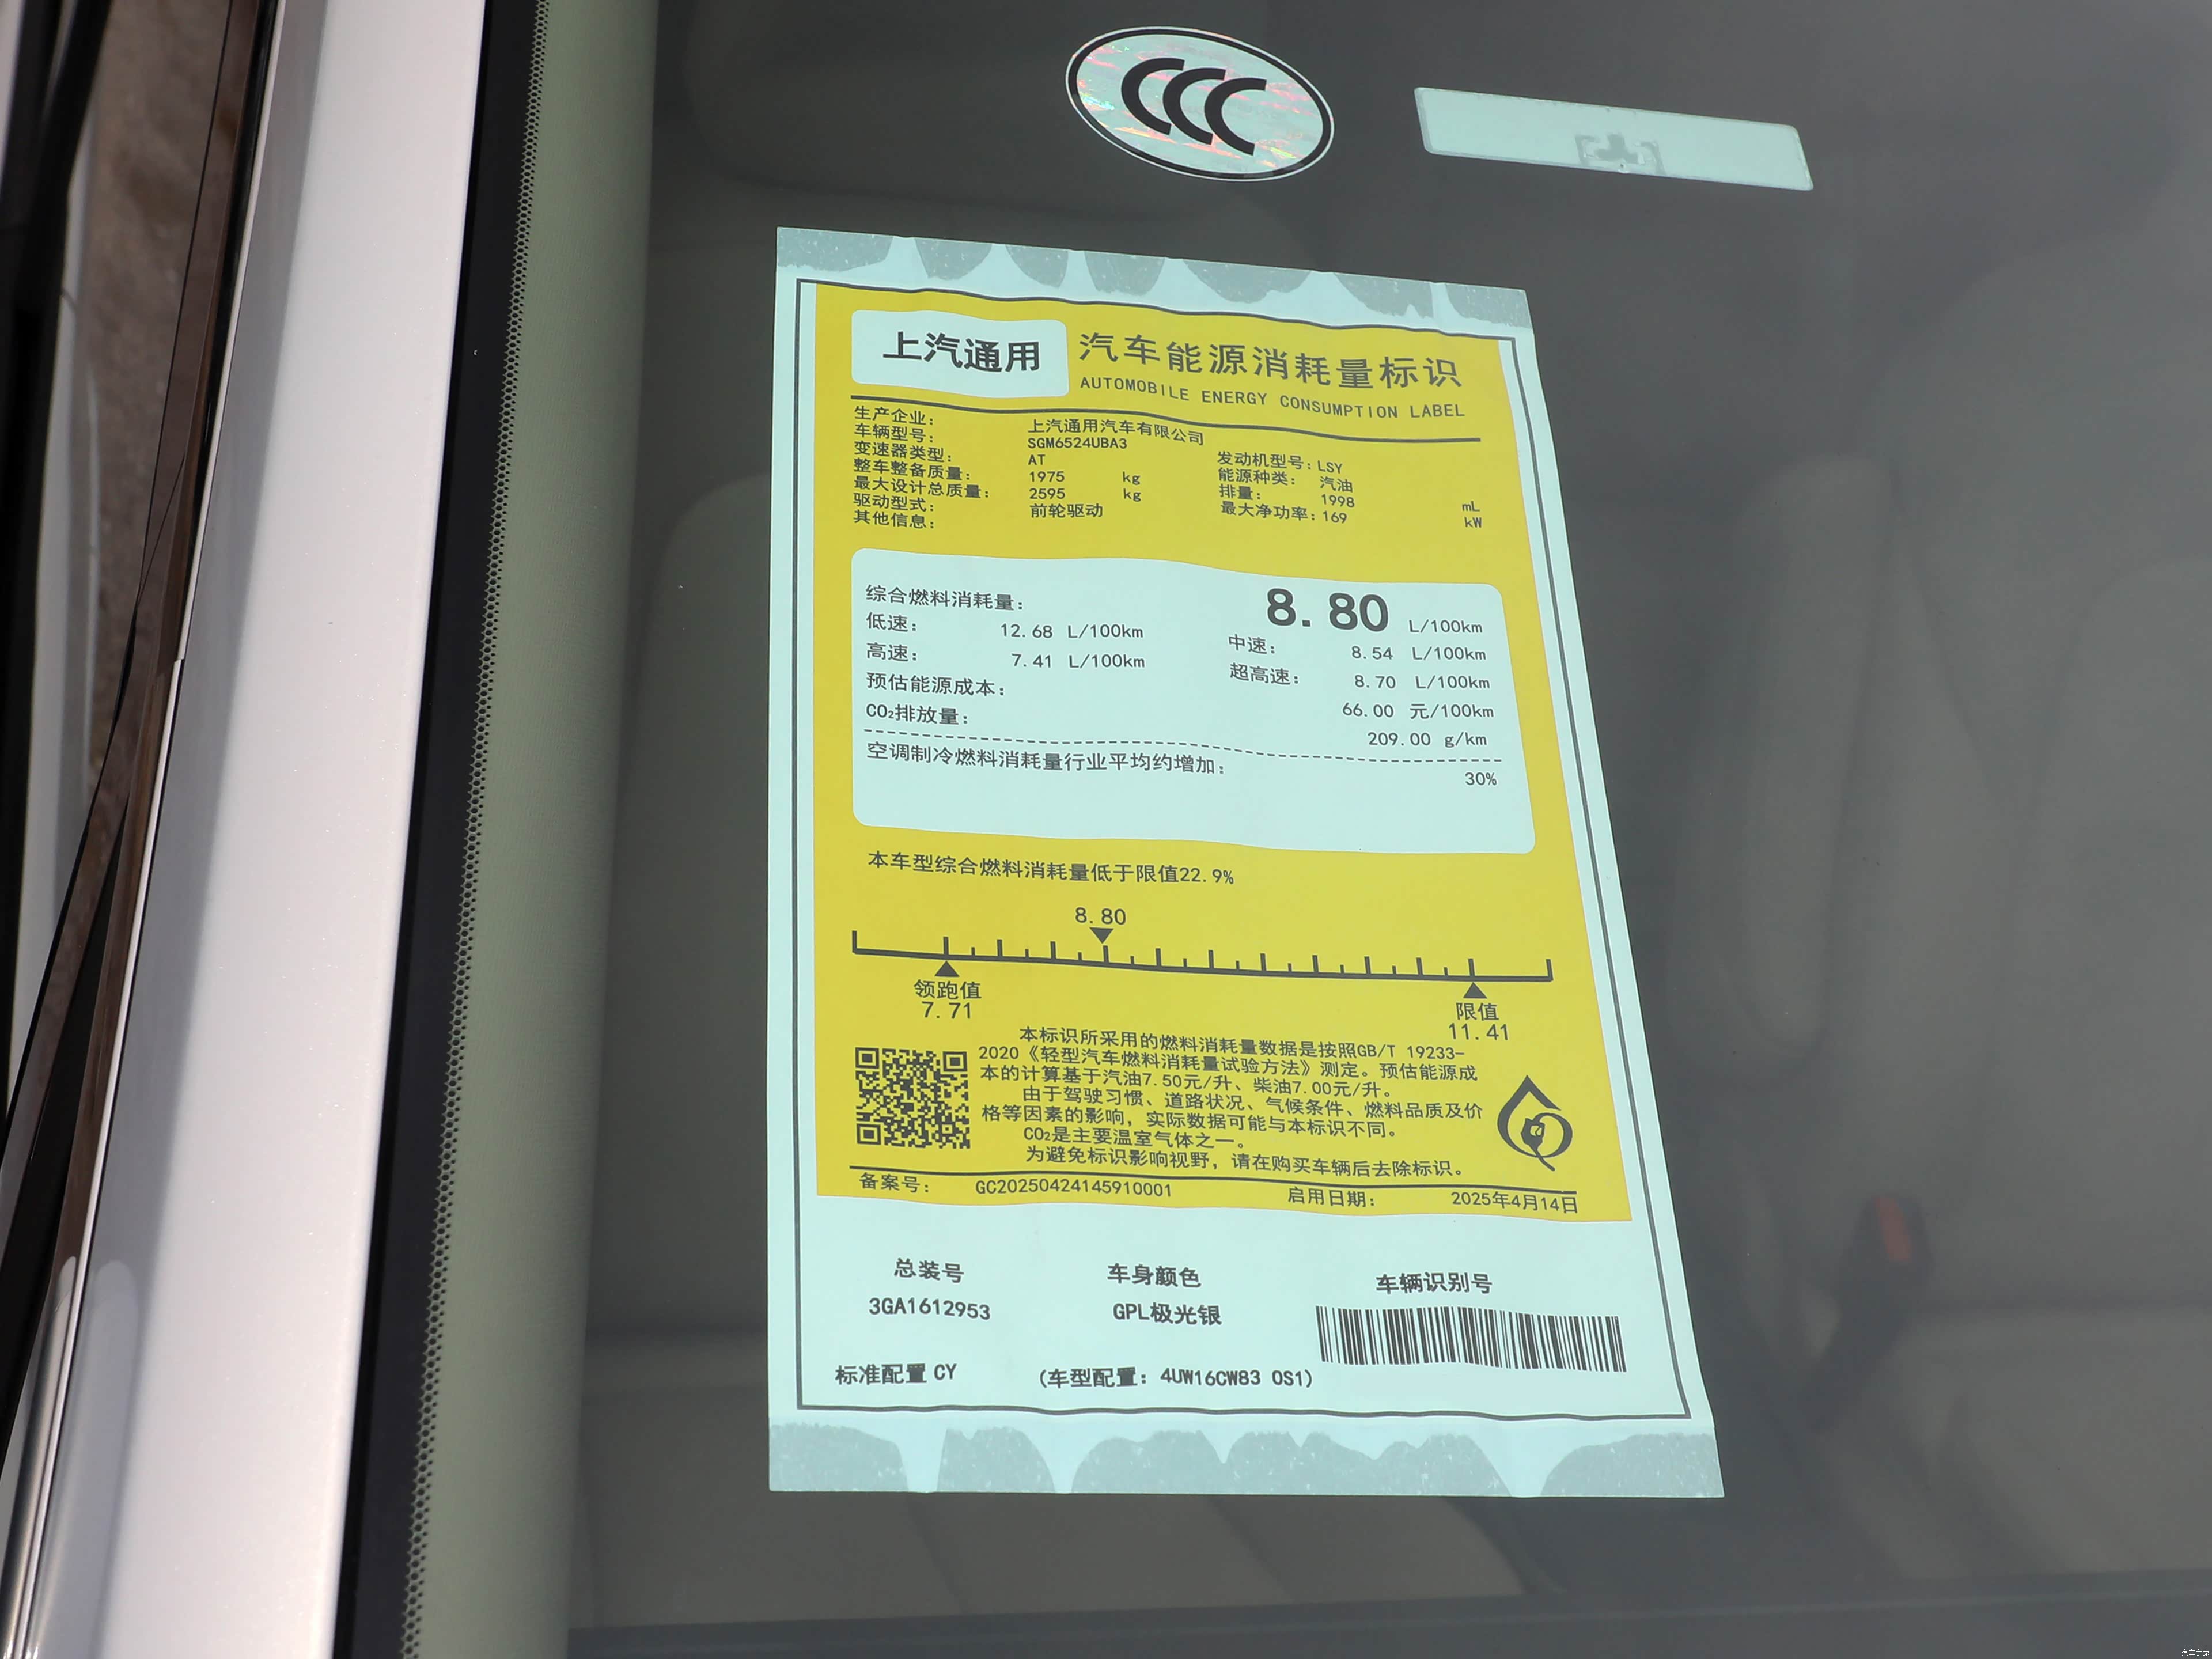 CCC
上汽通用
汽车能源消耗量标识
AUTOMOBILE ENERGY CONSUMPTION LABEL
生产企业： 上汽通用汽车有限公司
车辆型号： SGM6524UBA3
变速器类型： AT 发动机型号：LSY
整车整备质量： 1975 kg 能源种类： 汽油
最大设计总质量： 2595 kg 排量： 1998 mL
驱动型式： 前轮驱动 最大净功率：169 kW
其他信息：
综合燃料消耗量： 8.80 L/100km
低速： 12.68 L/100km 中速： 8.54 L/100km
高速： 7.41 L/100km 超高速： 8.70 L/100km
预估能源成本： 66.00 元/100km
CO₂排放量： 209.00 g/km
空调制冷燃料消耗量行业平均约增加： 30%
本车型综合燃料消耗量低于限值22.9%
8.80
领跑值 限值
7.71 11.41
本标识所采用的燃料消耗量数据是按照GB/T 19233-
2020《轻型汽车燃料消耗量试验方法》测定。预估能源成
本的计算基于汽油7.50元/升、柴油7.00元/升。
由于驾驶习惯、道路状况、气候条件、燃料品质及价
格等因素的影响，实际数据可能与本标识不同。
CO₂是主要温室气体之一。
为避免标识影响视野，请在购买车辆后去除标识。
备案号： GC20250424145910001 启用日期： 2025年4月14日
总装号 车身颜色 车辆识别号
3GA1612953 GPL极光银
标准配置 CY (车型配置：4UW16CW83 0S1)
汽车之家